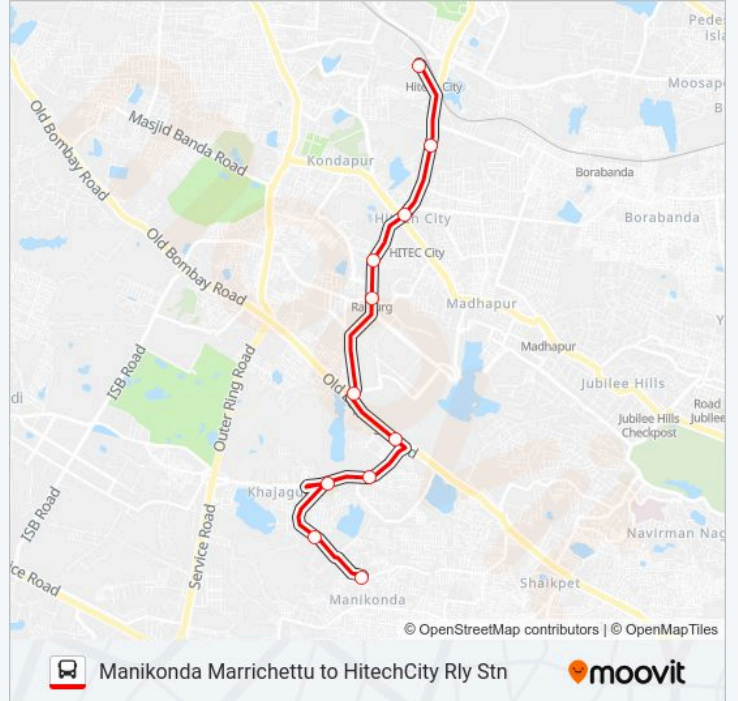 Pedes
isla
Hitech City
Moosap
B
Old Bombay Road
Masjid Banda Road
Kondapur
Borabanda
Hitech City
Borabanda
HITEC City
Old Bombay Road
Raidurg
Madhapur
Y
Madhapur
ISB Road
Outer Ring Road
Old
d
Jubilee Hills
di
Road
Jubilee
Jubilee Hills
Checkpost
Khajagu
ISB Road
Service Road
Navirman Nag
ice Road
Shaikpet
Manikonda
© OpenStreetMap contributors | © OpenMapTiles
Manikonda Marrichettu to HitechCity Rly Stn
moovit